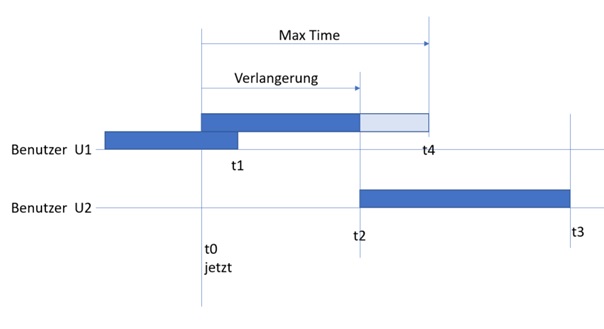 Max Time
Verlangerung
Benutzer U1
t1
t4
Benutzer U2
t2
t3
t0
jetzt